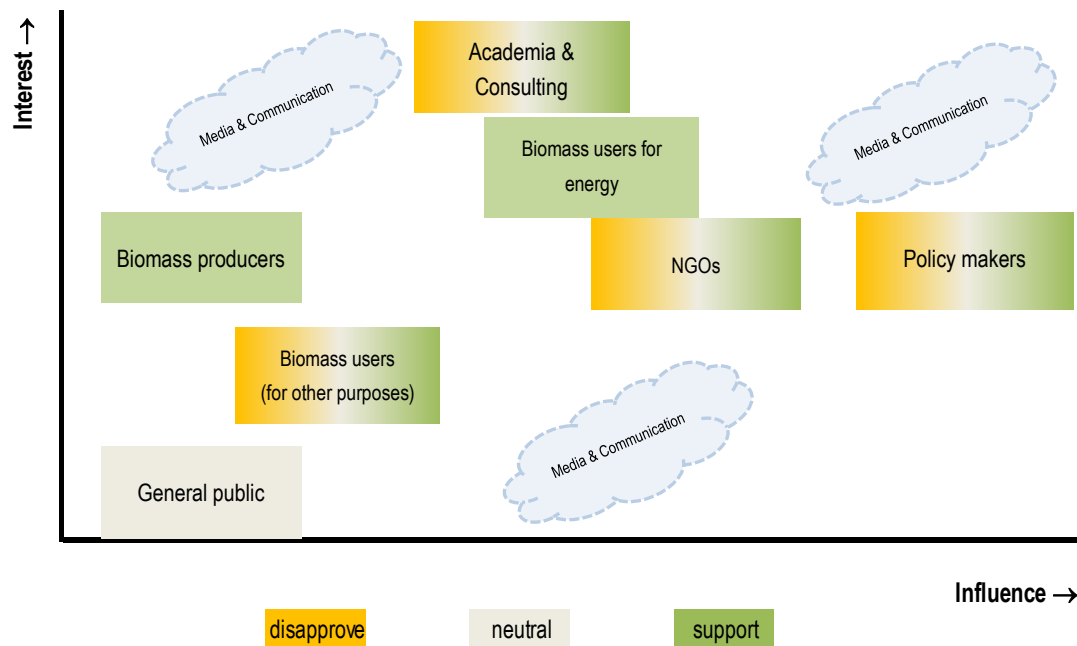 Interest →
Academia &
Consulting
Media & Communication
Media & Communication
Biomass users for
energy
Biomass producers
NGOs
Policy makers
Biomass users
(for other purposes)
Media & Communication
General public
Influence →
disapprove
neutral
support